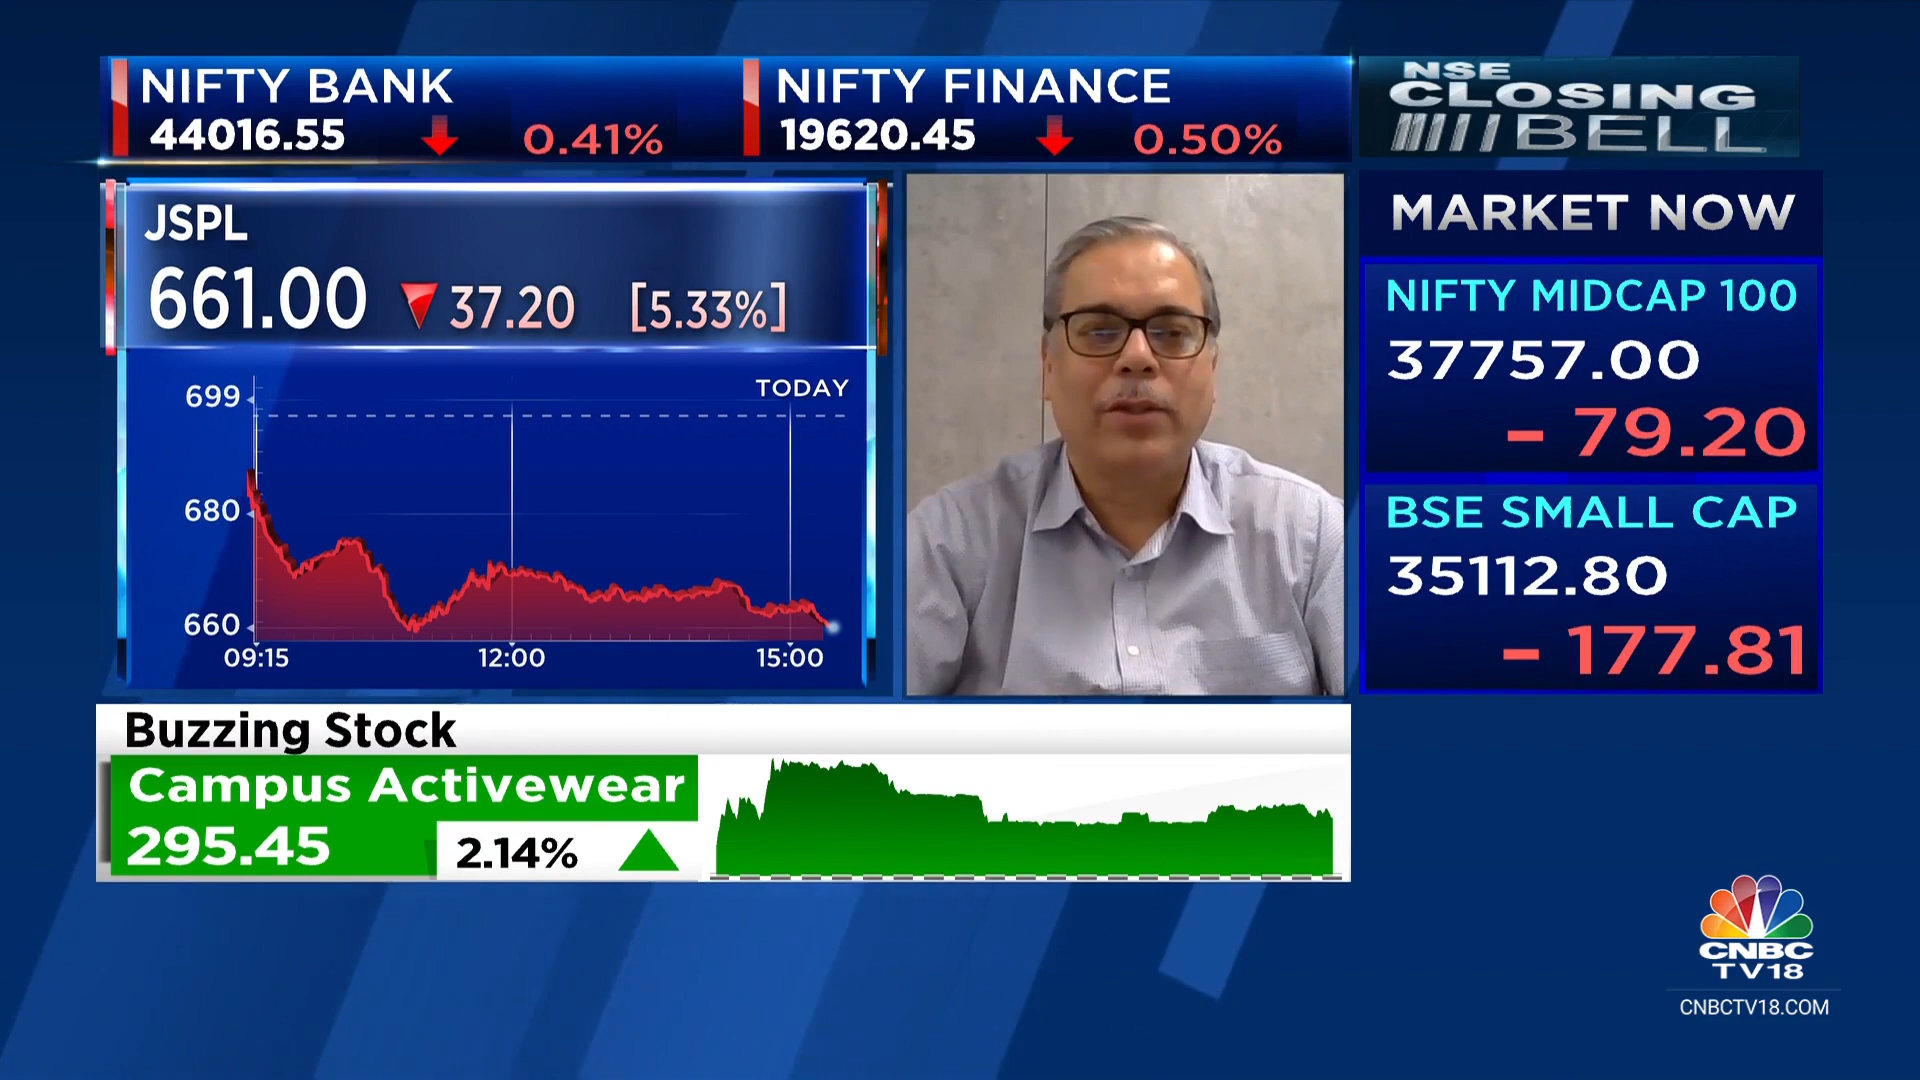 NIFTY BANK
44016.55 0.41%
NIFTY FINANCE
19620.45 0.50%
NSE
CLOSING
BELL
JSPL
661.00 37.20 [5.33%]
TODAY
699
680
660
09:15 12:00 15:00
MARKET NOW
NIFTY MIDCAP 100
37757.00
- 79.20
BSE SMALL CAP
35112.80
- 177.81
Buzzing Stock
Campus Activewear
295.45 2.14%
CNBC
TV18
CNBCTV18.COM